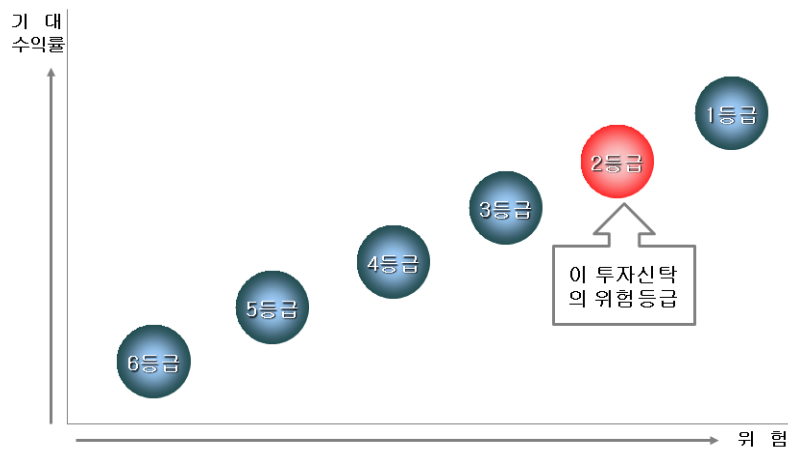 기 대
수익률
1등급
2등급
3등급
이 투자신탁
의 위험등급
4등급
5등급
6등급
위 험